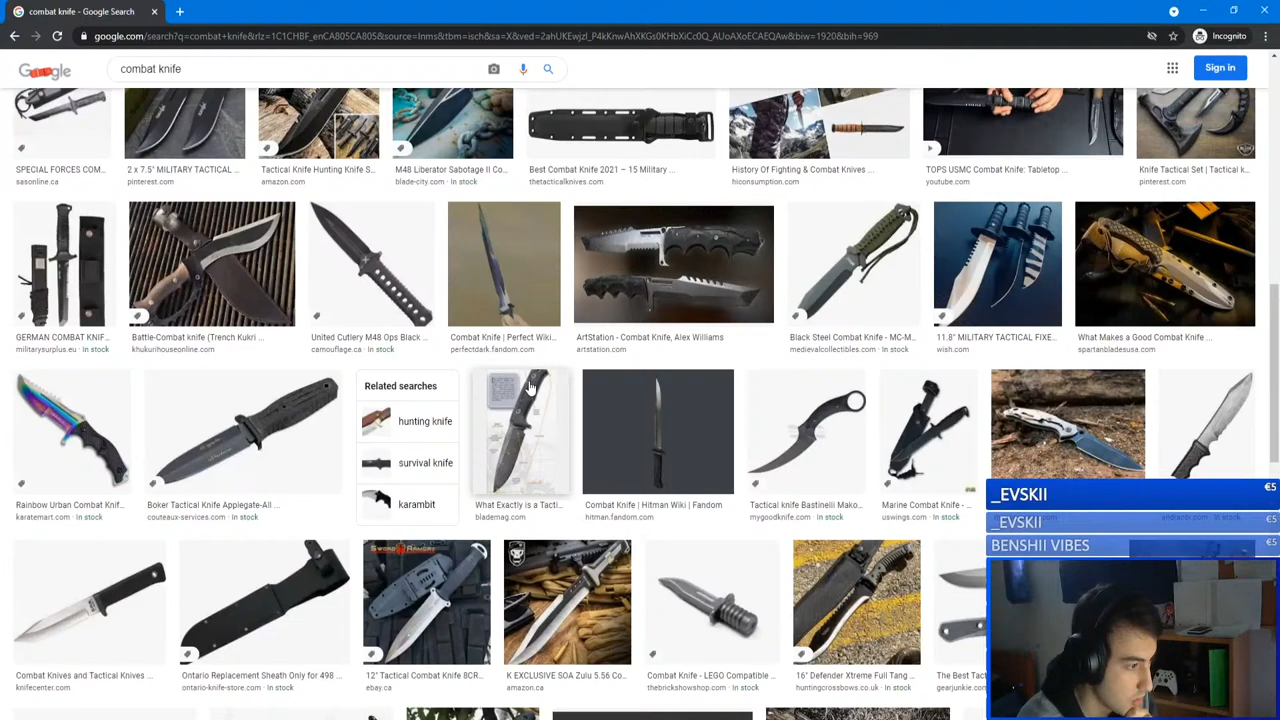 combat knife - Google Search
google.com/search?q=combat+knife&rlz=1C1CHBF_enCA805CA805&source=lnms&tbm=isch&sa=X&ved=2ahUKEwjzl_P4kKnwAhXKGs0KHbXiCc0Q_AUoAXoECAEQAw&biw=1920&bih=969
Incognito
Google
combat knife
Sign in
SPECIAL FORCES COM...
sasonline.ca
2 x 7.5" MILITARY TACTICAL ...
pinterest.com
Tactical Knife Hunting Knife S...
amazon.com
M48 Liberator Sabotage II Co...
blade-city.com · In stock
Best Combat Knife 2021 – 15 Military ...
thetacticalknives.com
History Of Fighting & Combat Knives ...
hiconsumption.com
TOPS USMC Combat Knife: Tabletop ...
youtube.com
Knife Tactical Set | Tactical k...
pinterest.com
GERMAN COMBAT KNIF...
militarysurplus.eu · In stock
Battle-Combat knife (Trench Kukri ...
khukurihouseonline.com
United Cutlery M48 Ops Black ...
camouflage.ca · In stock
Combat Knife | Perfect Wiki...
perfectdark.fandom.com
ArtStation - Combat Knife, Alex Williams
artstation.com
Black Steel Combat Knife - MC-M...
medievalcollectibles.com · In stock
11.8" MILITARY TACTICAL FIXE...
wish.com
What Makes a Good Combat Knife ...
spartanbladesusa.com
Related searches
hunting knife
survival knife
karambit
Rainbow Urban Combat Knif...
karatemart.com · In stock
Boker Tactical Knife Applegate-All ...
couteaux-services.com · In stock
What Exactly is a Tacti...
blademag.com
Combat Knife | Hitman Wiki | Fandom
hitman.fandom.com
Tactical knife Bastinelli Mako...
mygoodknife.com · In stock
Marine Combat Knife - ...
uswings.com · In stock
_EVSKII €5
_EVSKII €5
BENSHII VIBES €5
SWORD ARMORY
Combat Knives and Tactical Knives ...
knifecenter.com
Ontario Replacement Sheath Only for 498 ...
ontario-knife-store.com · In stock
12" Tactical Combat Knife 8CR...
ebay.ca
K EXCLUSIVE SOA Zulu 5.56 Co...
amazon.ca
Combat Knife - LEGO Compatible ...
thebrickshowshop.com · In stock
16" Defender Xtreme Full Tang ...
huntingcrossbows.co.uk · In stock
The Best Tact
gearjunkie.com